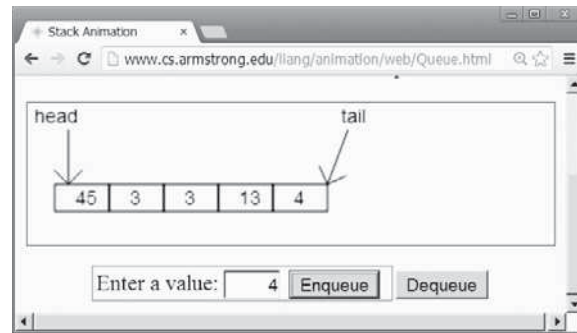 Stack Animation ×
www.cs.armstrong.edu/liang/animation/web/Queue.html
head tail
45 3 3 13 4
Enter a value: 4 Enqueue Dequeue